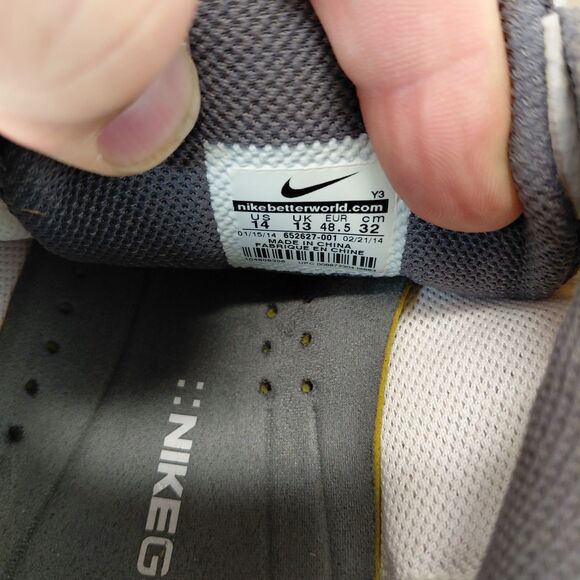 Y3
nikebetterworld.com
US UK EUR cm
14 13 48.5 32
01/15/14 652627-001 02/21/14
MADE IN CHINA
FABRIQUE EN CHINE
NIKEG